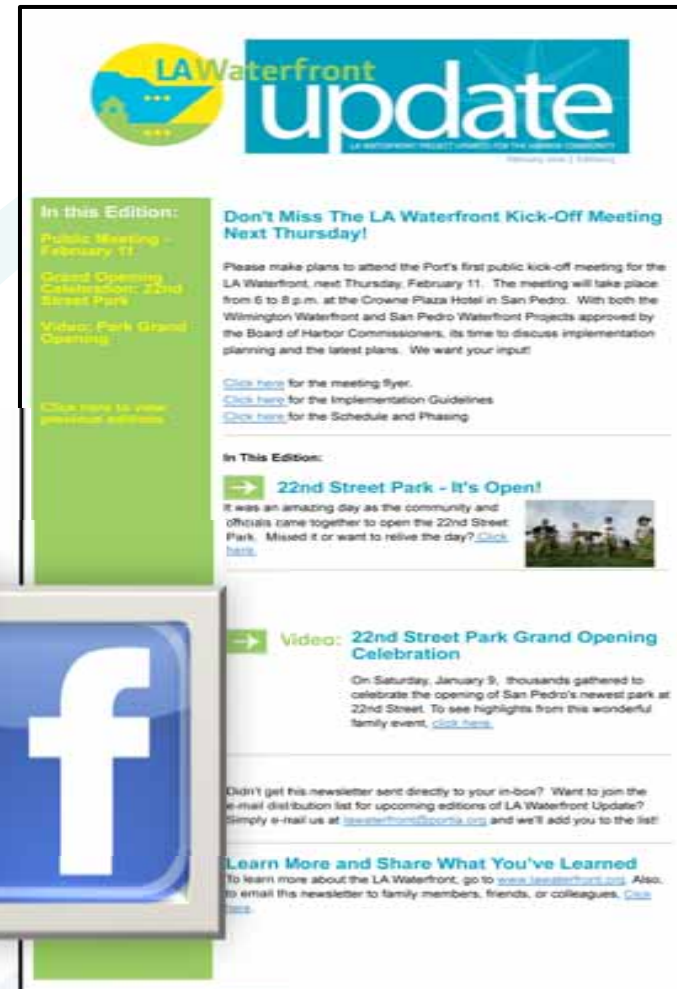 LAWaterfront
update
LA WATERFRONT PROJECT UPDATES FOR THE HARBOR COMMUNITY
In this Edition:
Public Meeting -
February 11
Grand Opening
Celebration: 22nd
Street Park
Video: Park Grand
Opening
Click here to view
previous editions
Don't Miss The LA Waterfront Kick-Off Meeting
Next Thursday!
Please make plans to attend the Port's first public kick-off meeting for the
LA Waterfront, next Thursday, February 11. The meeting will take place
from 6 to 8 p.m. at the Crowne Plaza Hotel in San Pedro. With both the
Wilmington Waterfront and San Pedro Waterfront Projects approved by
the Board of Harbor Commissioners, its time to discuss implementation
planning and the latest plans. We want your input!
Click here for the meeting flyer.
Click here for the Implementation Guidelines
Click here for the Schedule and Phasing
In This Edition:
22nd Street Park - It's Open!
It was an amazing day as the community and
officials came together to open the 22nd Street
Park. Missed it or want to relive the day? Click
here.
Video: 22nd Street Park Grand Opening
Celebration
On Saturday, January 9, thousands gathered to
celebrate the opening of San Pedro's newest park at
22nd Street. To see highlights from this wonderful
family event, click here.
f
Didn't get his newsletter sent directly to your in-box? Want to join the
e-mail distribution list for upcoming editions of LA Waterfront Update?
Simply e-mail us at lawaterfront@portla.org and we'll add you to the list!
Learn More and Share What You've Learned
To learn more about the LA Waterfront, go to www.lawaterfront.org. Also,
to email this newsletter to family members, friends, or colleagues, Click
here.